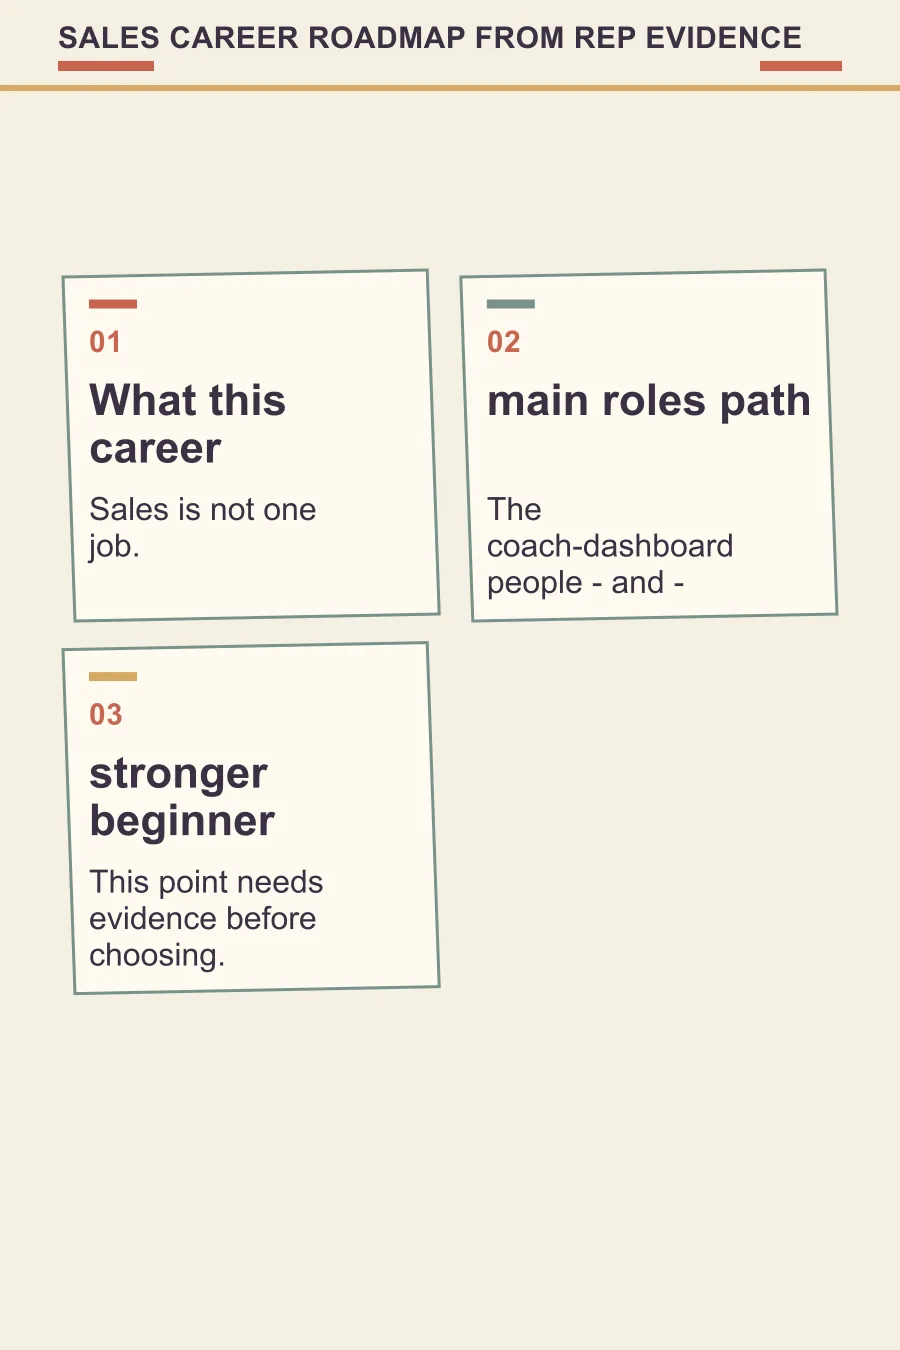 SALES CAREER ROADMAP FROM REP EVIDENCE
01
What this
career
Sales is not one
job.
02
main roles path
The
coach-dashboard
people - and -
03
stronger
beginner
This point needs
evidence before
choosing.